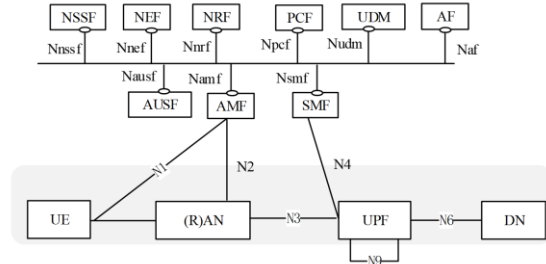 NSSF NEF NRF PCF UDM AF
Nnssf Nnef Nnrf Npcf Nudm Naf
Nausf Namf Nsmf
AUSF AMF SMF
N1 N2 N4
UE (R)AN N3 UPF N6 DN
N9